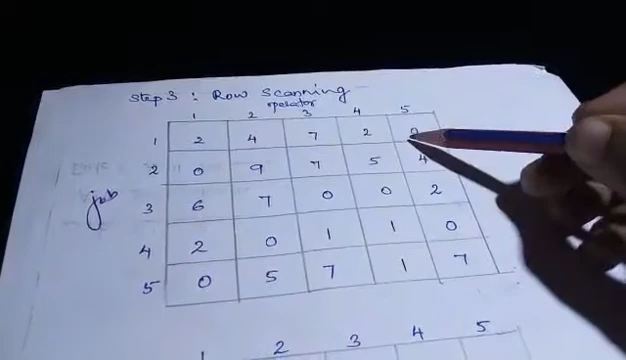 Step 3 : Row Scanning
operator
1 2 3 4 5
1 2 4 7 2 0
2 0 9 7 5 4
job
3 6 7 0 0 2
4 2 0 1 1 0
5 0 5 7 1 7
1 2 3 4 5